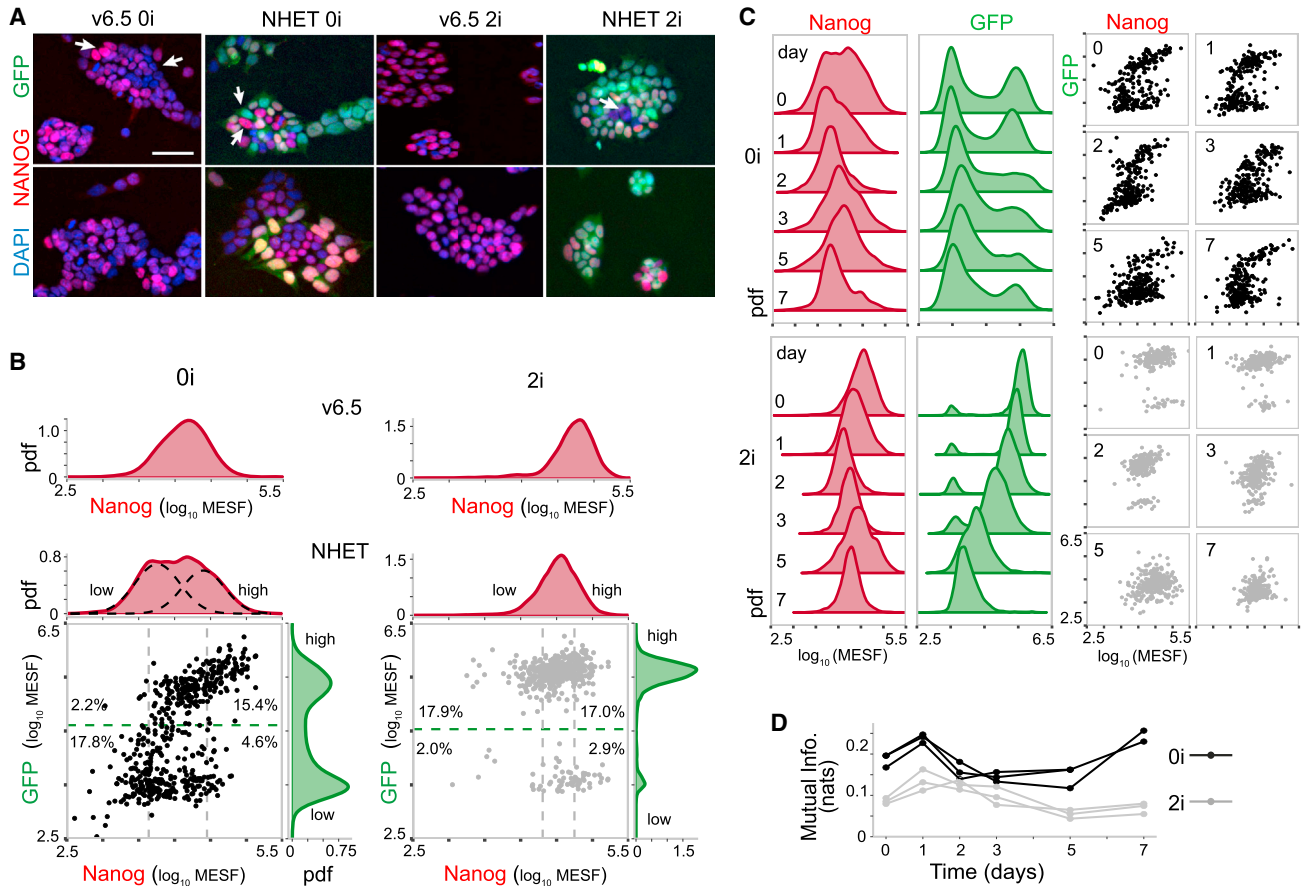 A
v6.5 0i
NHET 0i
v6.5 2i
NHET 2i
DAPI NANOG GFP
B
0i
2i
v6.5
pdf
1.0
0
2.5
5.5
Nanog (log10 MESF)
1.5
0
2.5
5.5
Nanog (log10 MESF)
NHET
pdf
0.8
0.4
0
low
high
1.5
0
low
high
GFP (log10 MESF)
6.5
2.5
2.2%
15.4%
17.8%
4.6%
high
low
2.5
5.5
0
0.75
Nanog (log10 MESF)
pdf
GFP (log10 MESF)
6.5
2.5
17.9%
17.0%
2.0%
2.9%
high
low
2.5
5.5
0
1.5
Nanog (log10 MESF)
C
Nanog
GFP
Nanog
GFP
0i
day
0
1
2
3
5
7
pdf
0
1
2
3
5
7
2i
day
0
1
2
3
5
7
pdf
2.5
5.5
2.5
6.5
log10 (MESF)
0
1
2
3
5
7
6.5
2.5
2.5
5.5
log10 (MESF)
D
Mutual Info.
(nats)
0.2
0.1
0
0
1
2
3
5
7
Time (days)
0i
2i